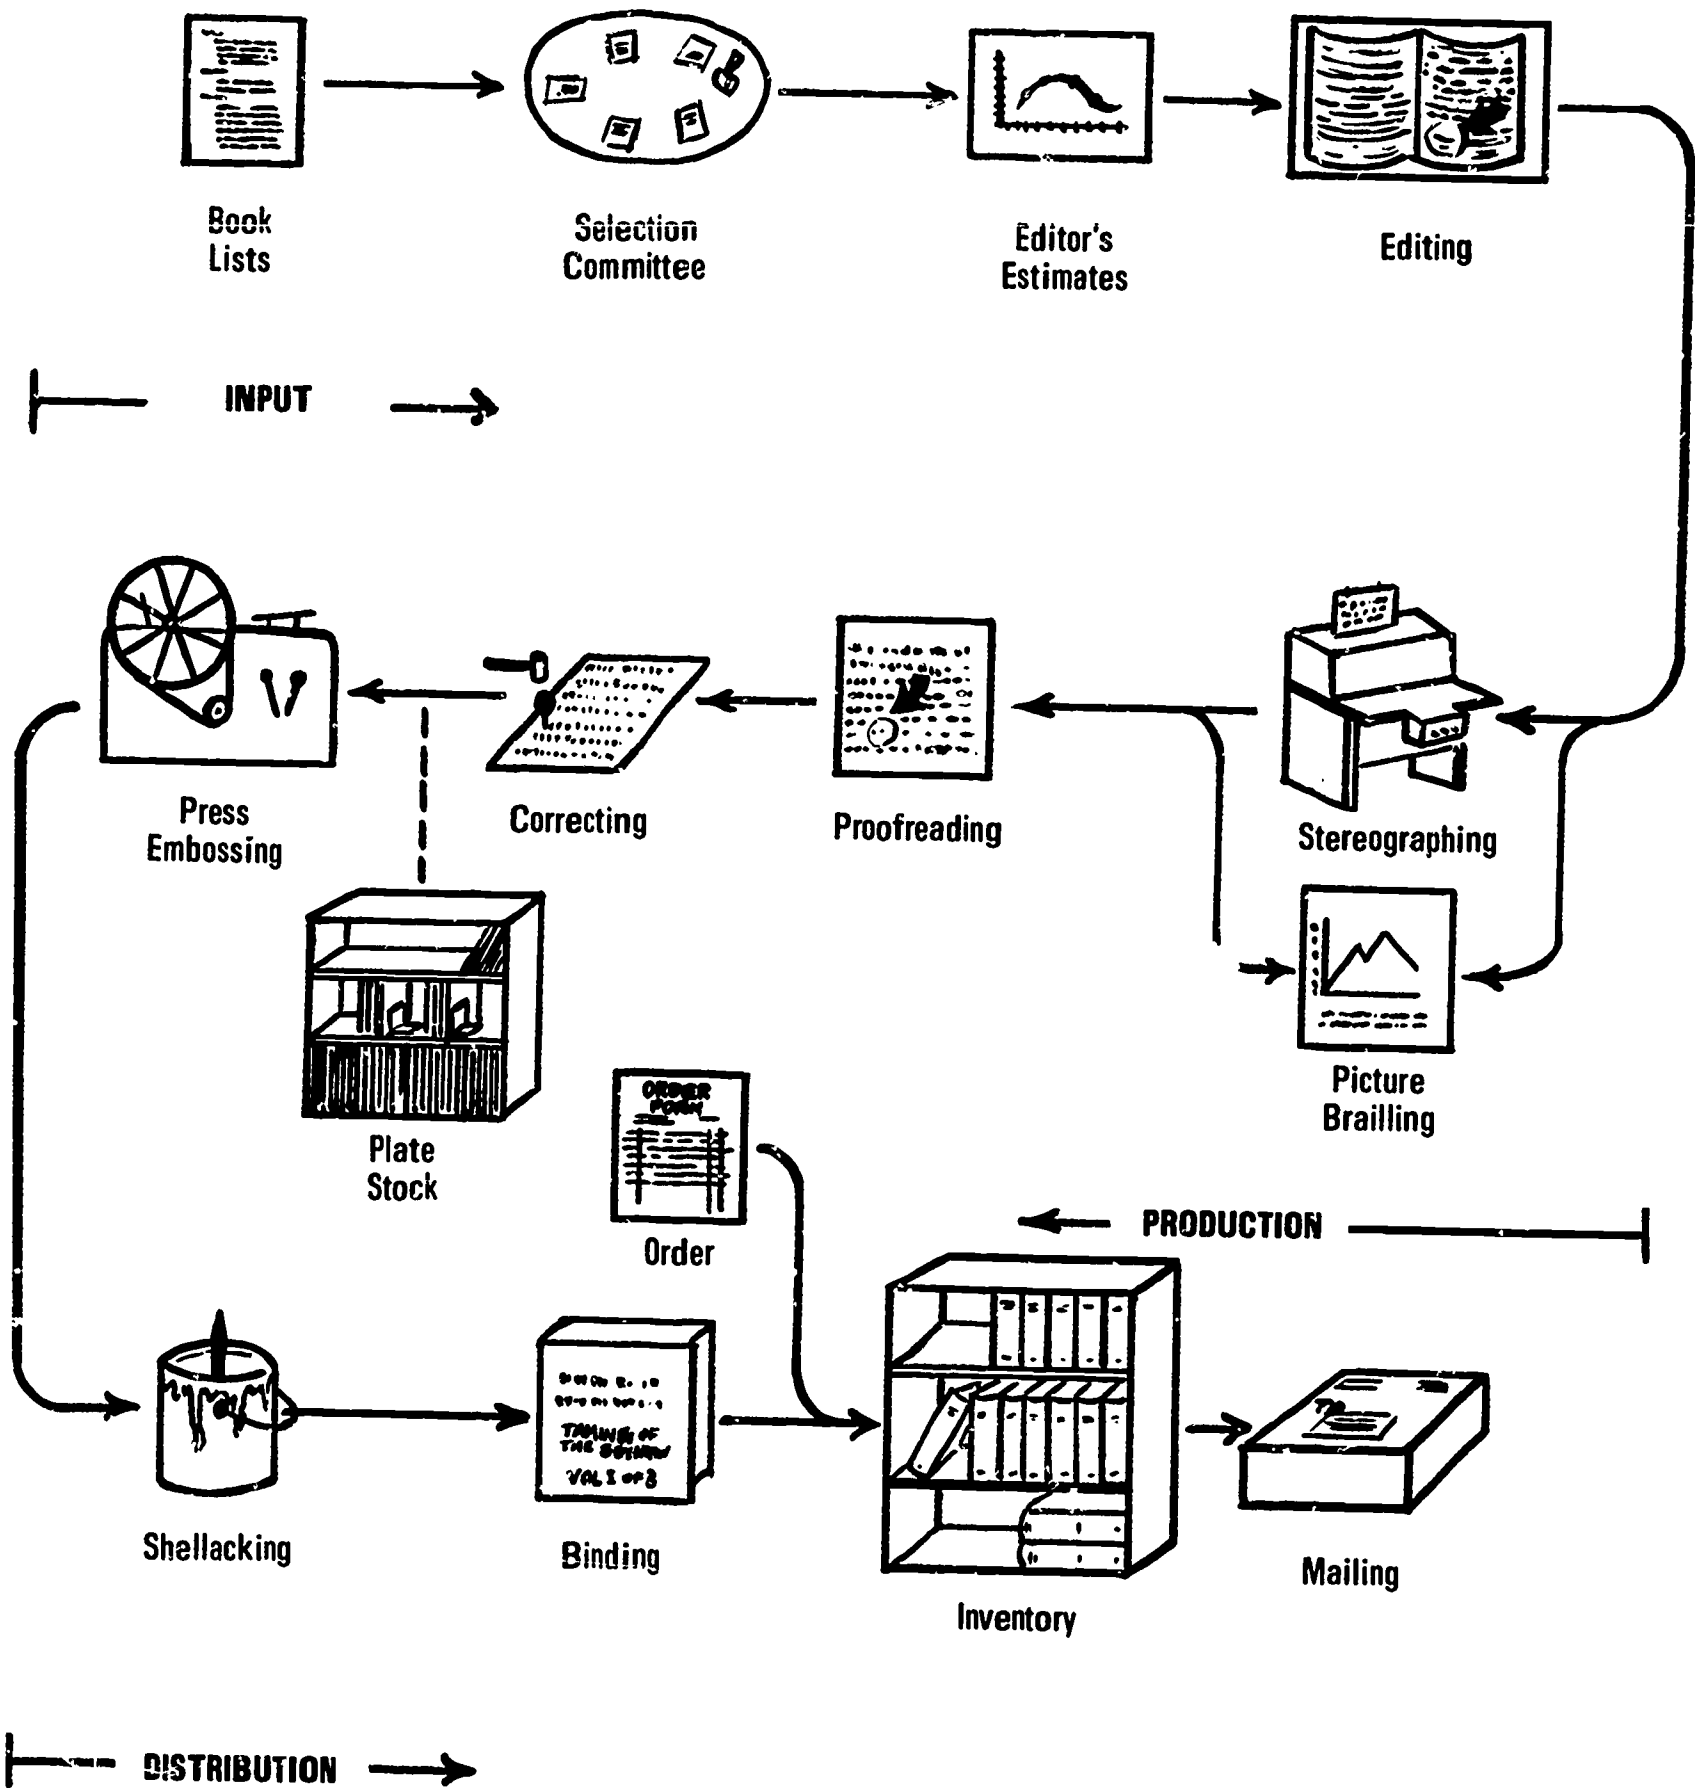 Book
Lists
Selection
Committee
Editor's
Estimates
Editing
INPUT
Press
Embossing
Correcting
Proofreading
Stereographing
Plate
Stock
Picture
Brailling
ORDER
FORM
Order
PRODUCTION
TAMING OF
THE SHREW
VOL I OF 3
Shellacking
Binding
Inventory
Mailing
DISTRIBUTION